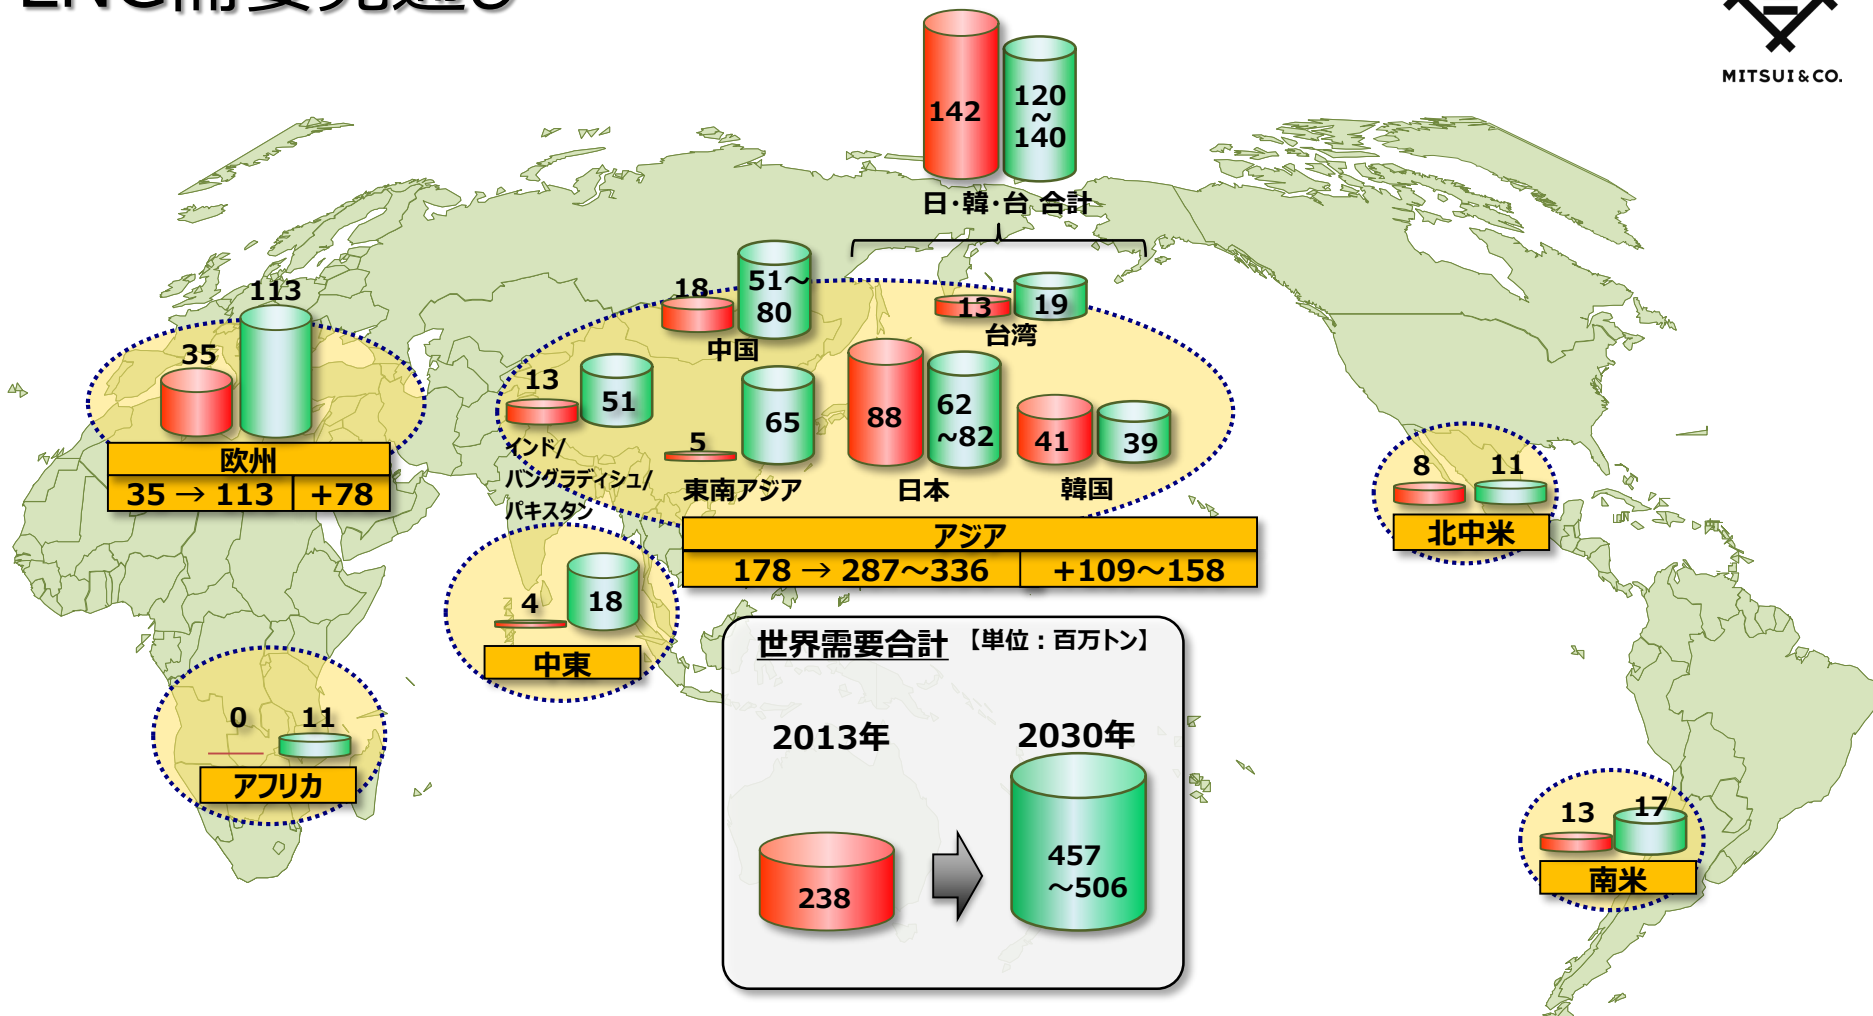 MITSUI & CO.
142
120
~
140
日・韓・台 合計
113
35
欧州
35 → 113
+78
18
51～
80
中国
13
19
台湾
13
51
インド/
バングラディシュ/
パキスタン
5
65
東南アジア
88
62
~82
日本
41
39
韓国
アジア
178 → 287～336
+109～158
8
11
北中米
4
18
中東
0
11
アフリカ
世界需要合計 【単位：百万トン】
2013年
2030年
238
457
～506
13
17
南米